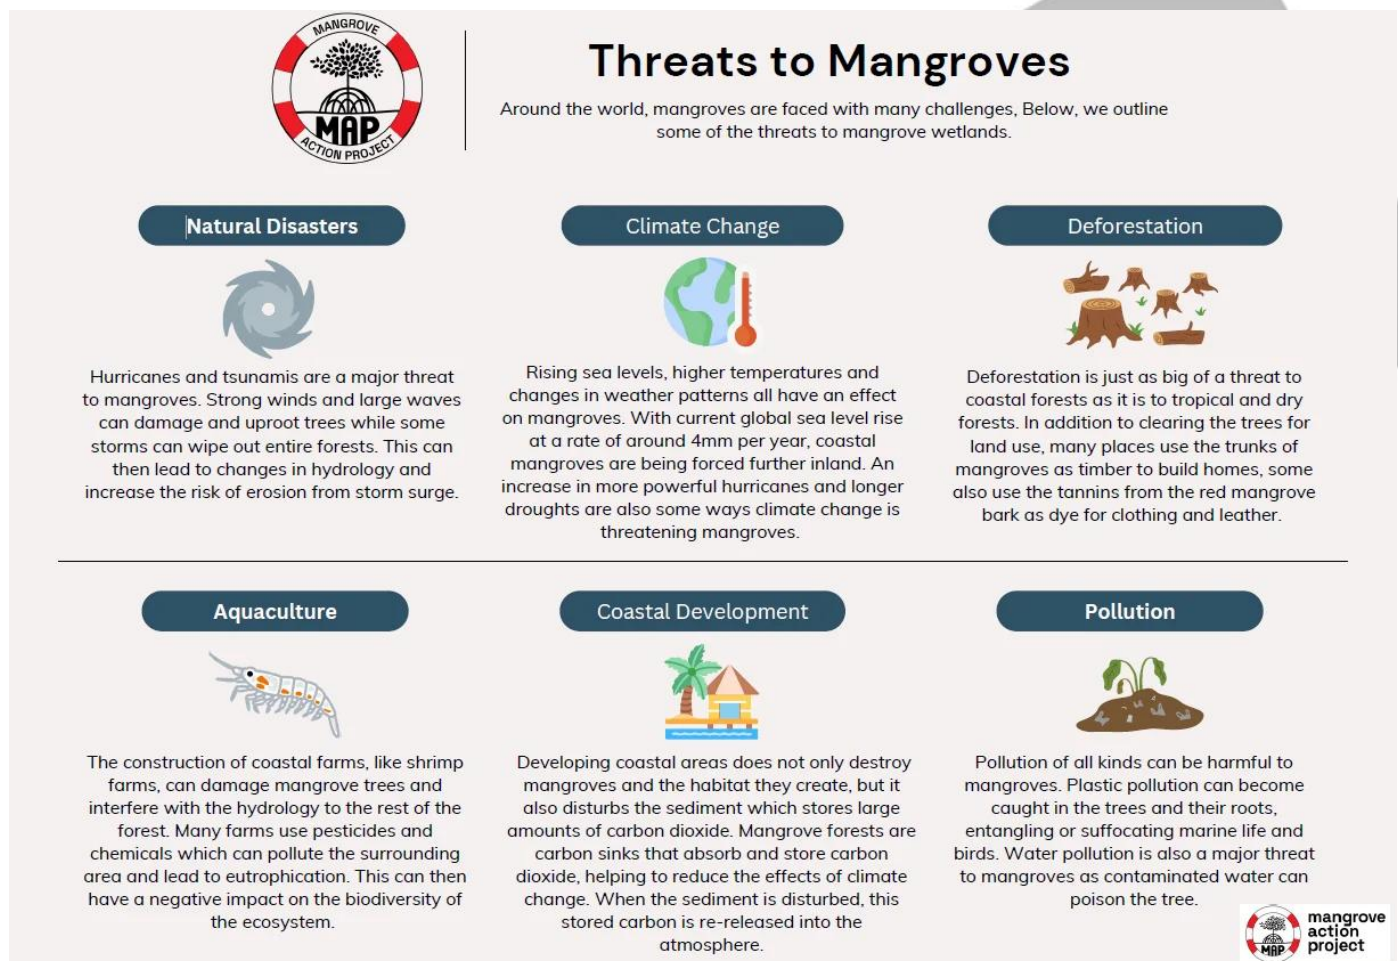 MANGROVE
MAP
ACTION PROJECT
Threats to Mangroves
Around the world, mangroves are faced with many challenges, Below, we outline
some of the threats to mangrove wetlands.
Natural Disasters
Hurricanes and tsunamis are a major threat
to mangroves. Strong winds and large waves
can damage and uproot trees while some
storms can wipe out entire forests. This can
then lead to changes in hydrology and
increase the risk of erosion from storm surge.
Climate Change
Rising sea levels, higher temperatures and
changes in weather patterns all have an effect
on mangroves. With current global sea level rise
at a rate of around 4mm per year, coastal
mangroves are being forced further inland. An
increase in more powerful hurricanes and longer
droughts are also some ways climate change is
threatening mangroves.
Deforestation
Deforestation is just as big of a threat to
coastal forests as it is to tropical and dry
forests. In addition to clearing the trees for
land use, many places use the trunks of
mangroves as timber to build homes, some
also use the tannins from the red mangrove
bark as dye for clothing and leather.
Aquaculture
The construction of coastal farms, like shrimp
farms, can damage mangrove trees and
interfere with the hydrology to the rest of the
forest. Many farms use pesticides and
chemicals which can pollute the surrounding
area and lead to eutrophication. This can then
have a negative impact on the biodiversity of
the ecosystem.
Coastal Development
Developing coastal areas does not only destroy
mangroves and the habitat they create, but it
also disturbs the sediment which stores large
amounts of carbon dioxide. Mangrove forests are
carbon sinks that absorb and store carbon
dioxide, helping to reduce the effects of climate
change. When the sediment is disturbed, this
stored carbon is re-released into the
atmosphere.
Pollution
Pollution of all kinds can be harmful to
mangroves. Plastic pollution can become
caught in the trees and their roots,
entangling or suffocating marine life and
birds. Water pollution is also a major threat
to mangroves as contaminated water can
poison the tree.
MAP
mangrove
action
project